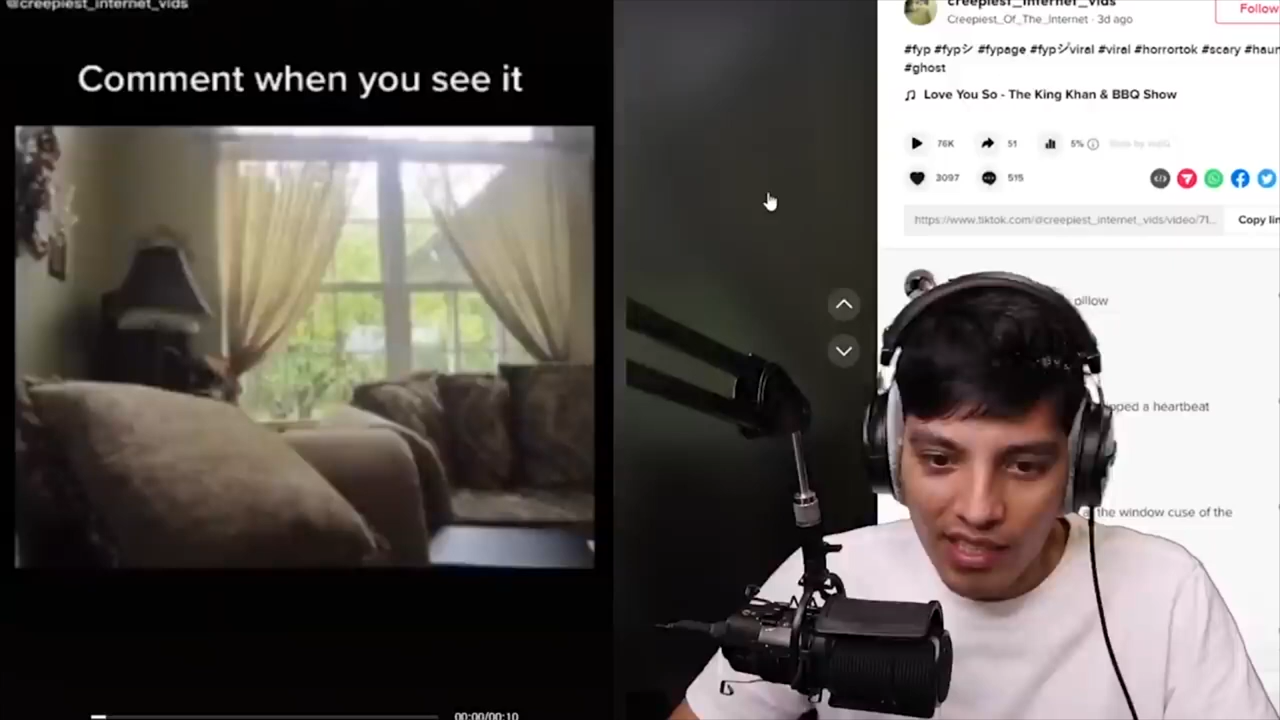 @creepiest_internet_vids
Comment when you see it
00:00/00:10
creepiest_internet_vids
Creepiest_Of_The_Internet · 3d ago
Follow
#fyp #fypシ #fypage #fypシviral #viral #horrortok #scary #haun
#ghost
Love You So - The King Khan & BBQ Show
76K 51 5%
3097 515
https://www.tiktok.com/@creepiest_internet_vids/video/71... Copy lin
pillow
pped a heartbeat
the window cuse of the